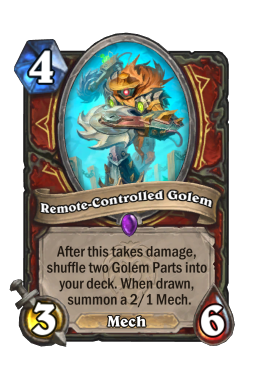 4
Remote-Controlled Golem
After this takes damage,
shuffle two Golem Parts into
your deck. When drawn,
summon a 2/1 Mech.
3 Mech 6